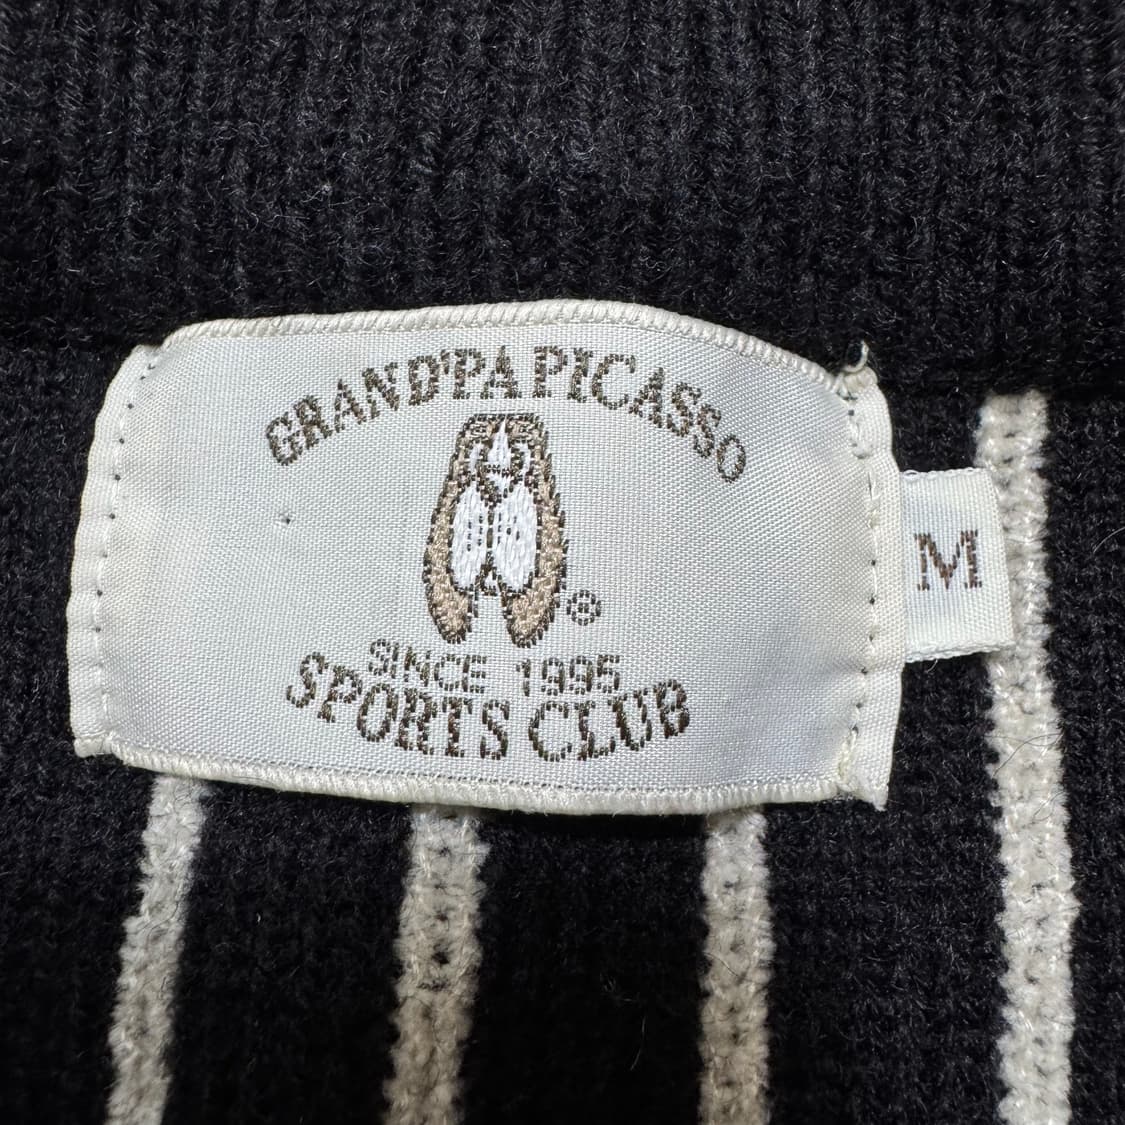 GRAND'PA PICASSO
®
SINCE 1995
SPORTS CLUB
M